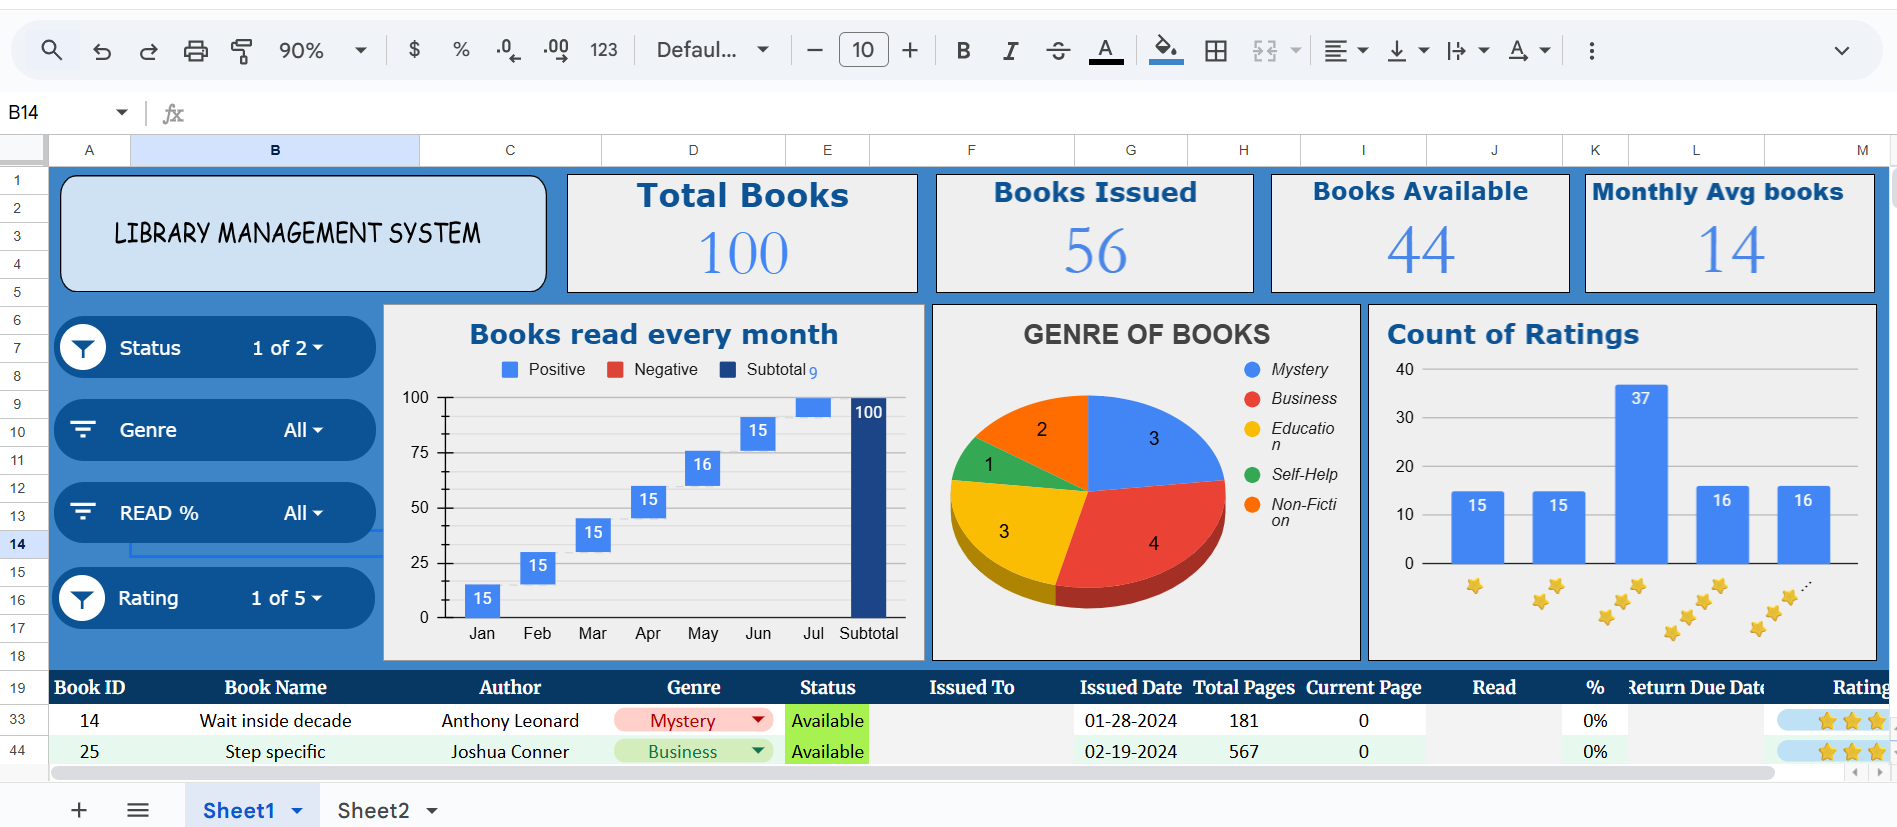 90%
$ % .0 .00 123 Defaul... 10 B I S A A
B14 fx
A B C D E F G H I J K L M
1
2
3
4
5
6
7
8
9
10
11
12
13
14
15
16
17
18
19
33
44
LIBRARY MANAGEMENT SYSTEM
Total Books
100
Books Issued
56
Books Available
44
Monthly Avg books
14
Status 1 of 2
Genre All
READ % All
Rating 1 of 5
Books read every month
Positive Negative Subtotal 9
100
75
50
25
0
15
15
15
15
16
15
100
Jan Feb Mar Apr May Jun Jul Subtotal
GENRE OF BOOKS
3
4
3
1
2
Mystery
Business
Educatio
n
Self-Help
Non-Ficti
on
Count of Ratings
40
30
20
10
0
15 15 37 16 16
Book ID Book Name Author Genre Status Issued To Issued Date Total Pages Current Page Read % Return Due Date Rating
14 Wait inside decade Anthony Leonard Mystery Available 01-28-2024 181 0 0%
25 Step specific Joshua Conner Business Available 02-19-2024 567 0 0%
Sheet1 Sheet2